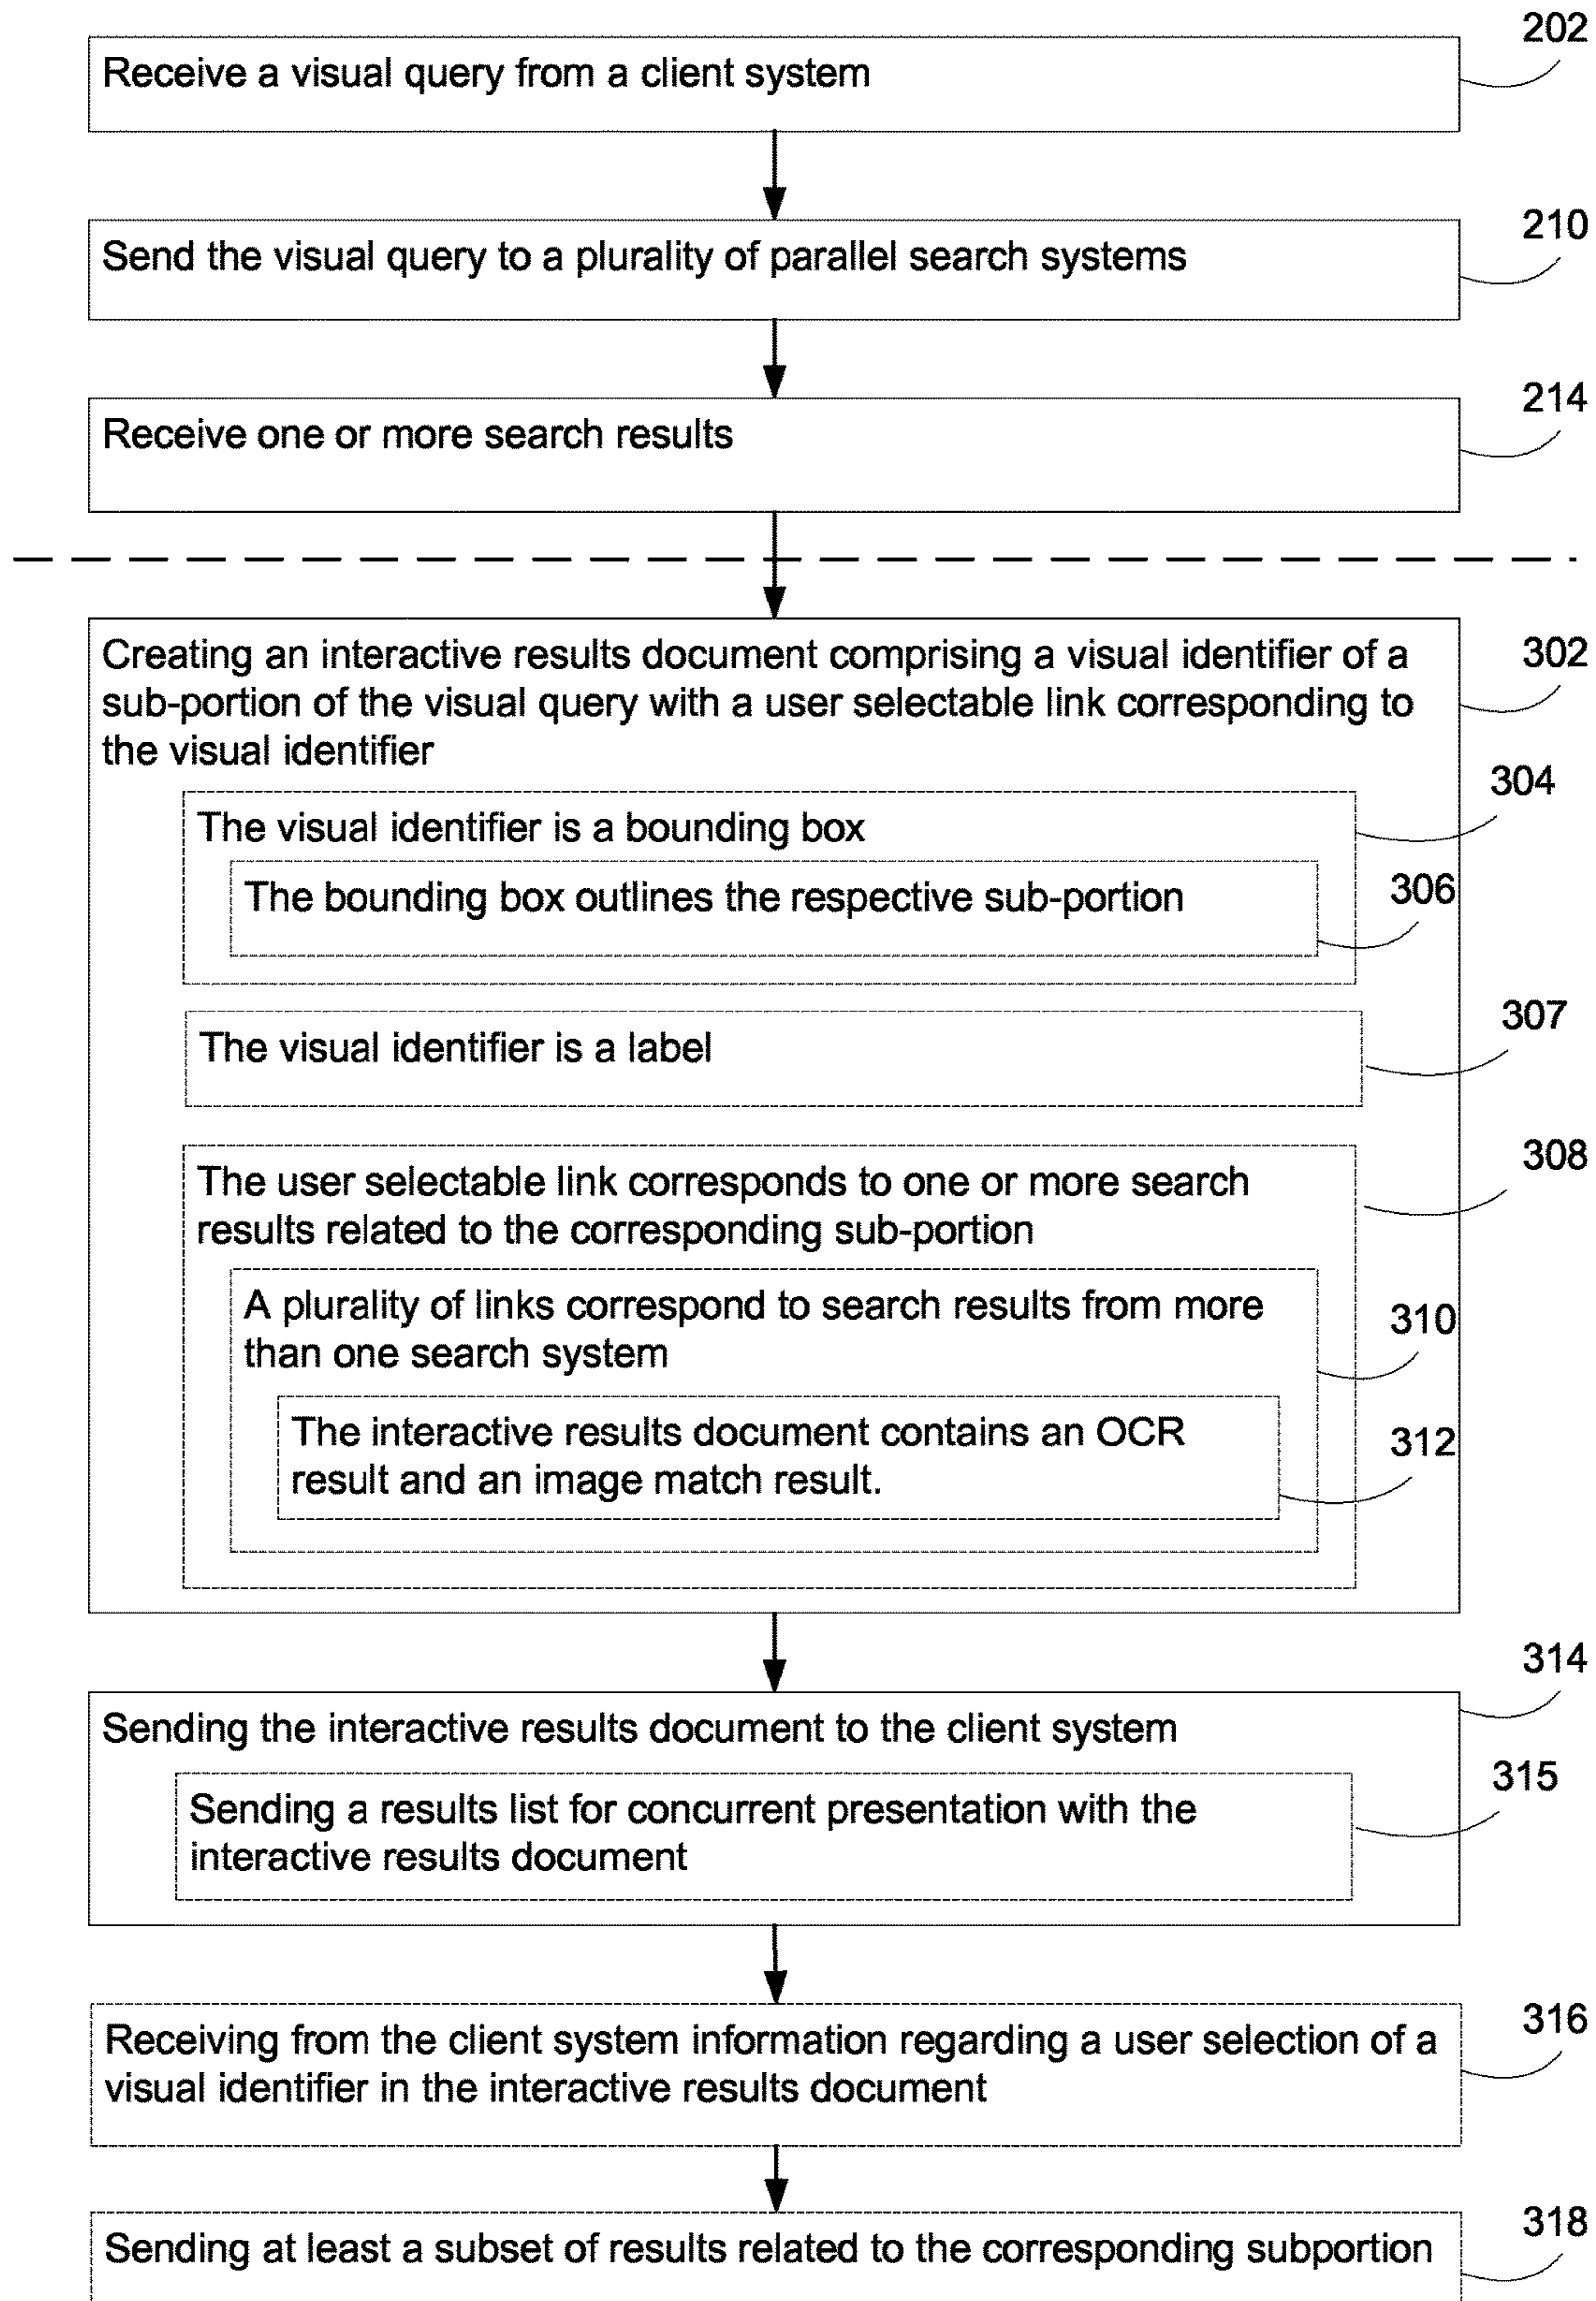 202
Receive a visual query from a client system
210
Send the visual query to a plurality of parallel search systems
214
Receive one or more search results
302
Creating an interactive results document comprising a visual identifier of a
sub-portion of the visual query with a user selectable link corresponding to
the visual identifier
304
The visual identifier is a bounding box
306
The bounding box outlines the respective sub-portion
307
The visual identifier is a label
308
The user selectable link corresponds to one or more search
results related to the corresponding sub-portion
310
A plurality of links correspond to search results from more
than one search system
312
The interactive results document contains an OCR
result and an image match result.
314
Sending the interactive results document to the client system
315
Sending a results list for concurrent presentation with the
interactive results document
316
Receiving from the client system information regarding a user selection of a
visual identifier in the interactive results document
318
Sending at least a subset of results related to the corresponding subportion